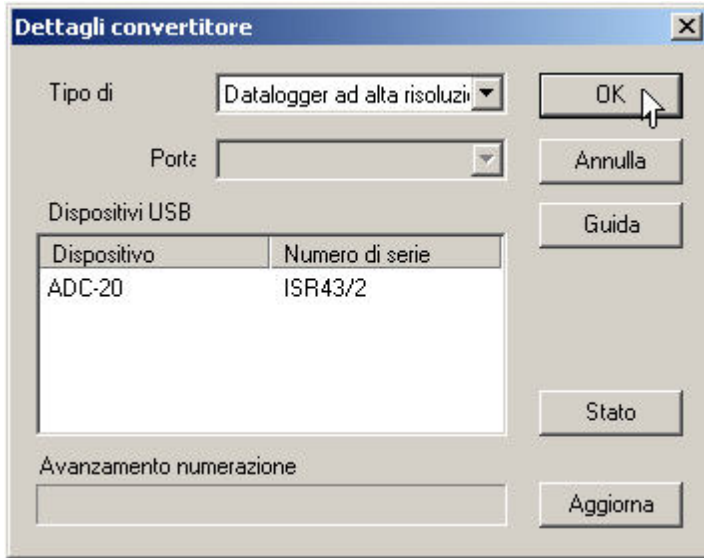 Dettagli convertitore
Tipo di
Datalogger ad alta risoluzi
OK
Porta
Annulla
Dispositivi USB
Guida
Dispositivo Numero di serie
ADC-20 ISR43/2
Stato
Avanzamento numerazione
Aggiorna